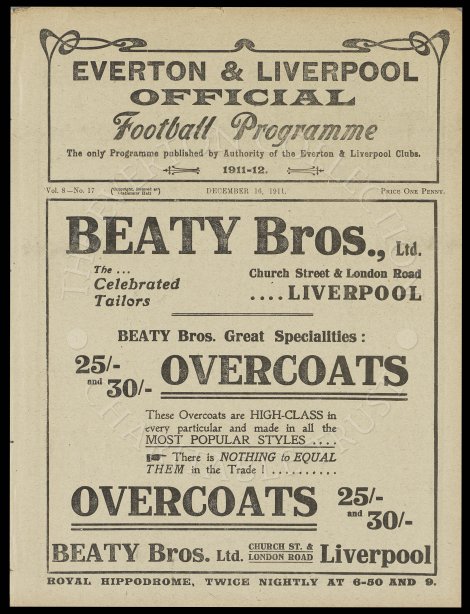 EVERTON & LIVERPOOL
OFFICIAL
Football Programme
The only Programme published by Authority of the Everton & Liverpool Clubs.
1911-12.
Vol. 8—No. 17
DECEMBER 16, 1911.
PRICE ONE PENNY.
BEATY Bros., Ltd.
The ...
Celebrated
Tailors
Church Street & London Road
.... LIVERPOOL
BEATY Bros. Great Specialities:
25/-
and 30/-
OVERCOATS
These Overcoats are HIGH-CLASS in
every particular and made in all the
MOST POPULAR STYLES ....
There is NOTHING to EQUAL
THEM in the Trade! ..........
OVERCOATS
25/-
and 30/-
BEATY Bros. Ltd. CHURCH ST. & LONDON ROAD Liverpool
ROYAL HIPPODROME, TWICE NIGHTLY AT 6-50 AND 9.